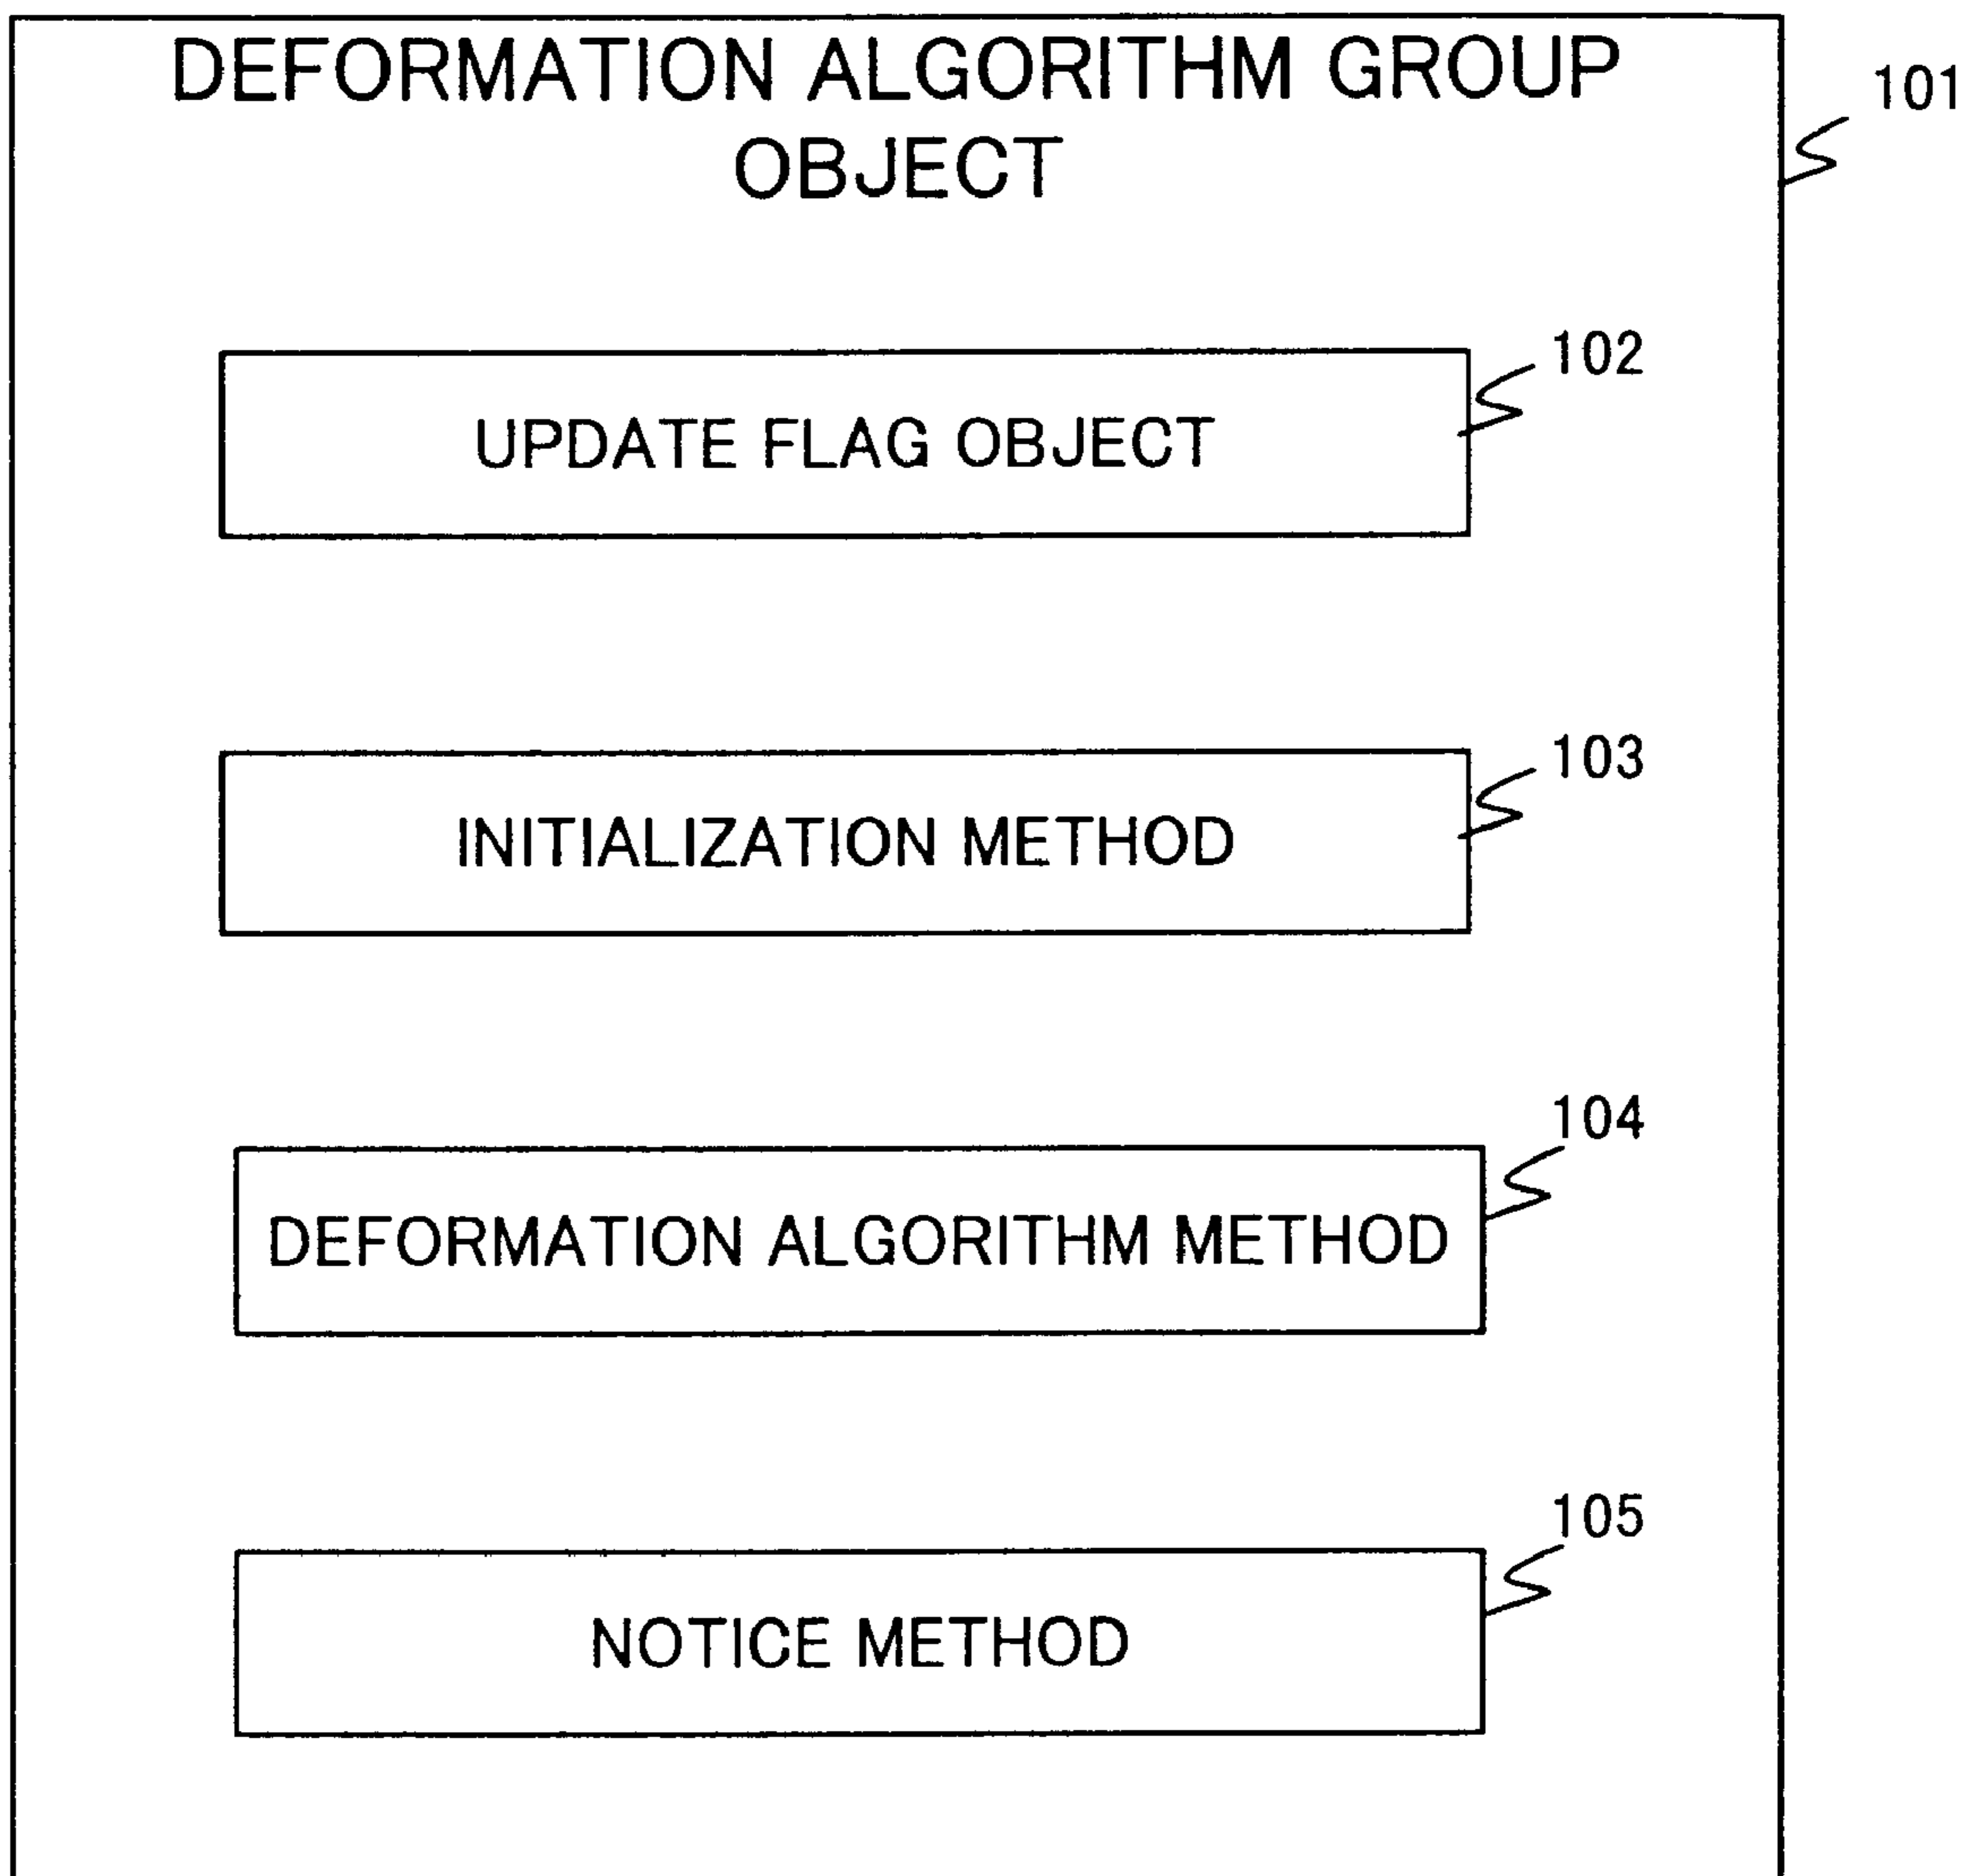 DEFORMATION ALGORITHM GROUP
OBJECT
101
102
UPDATE FLAG OBJECT
103
INITIALIZATION METHOD
104
DEFORMATION ALGORITHM METHOD
105
NOTICE METHOD